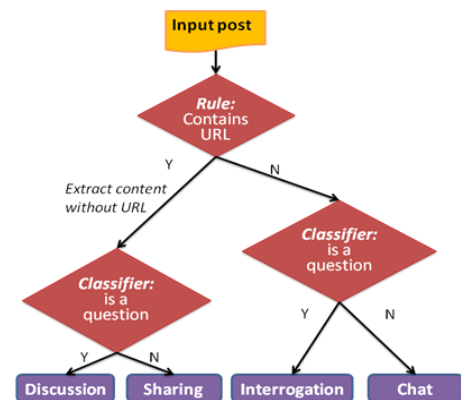 Input post
Rule:
Contains
URL
Y
N
Extract content
without URL
Classifier:
is a
question
Classifier:
is a
question
Y
N
Y
N
Discussion
Sharing
Interrogation
Chat